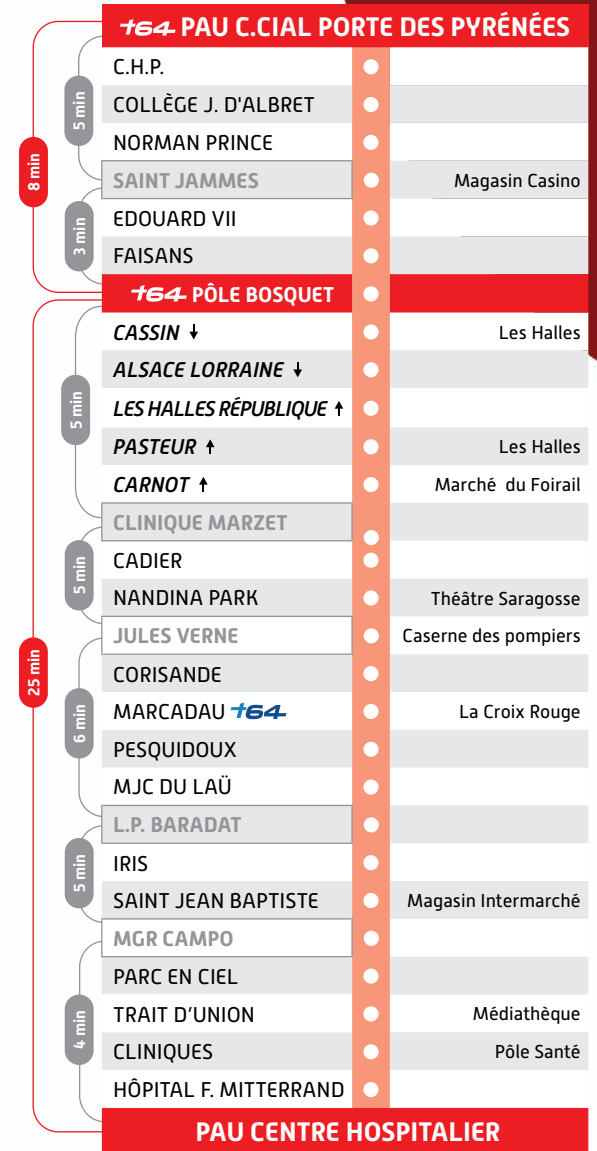 +64 PAU C.CIAL PORTE DES PYRÉNÉES
8 min
5 min
C.H.P.
COLLÈGE J. D'ALBRET
NORMAN PRINCE
SAINT JAMMES Magasin Casino
3 min
EDOUARD VII
FAISANS
+64 PÔLE BOSQUET
25 min
5 min
CASSIN ↓ Les Halles
ALSACE LORRAINE ↓
LES HALLES RÉPUBLIQUE ↑
PASTEUR ↑ Les Halles
CARNOT ↑ Marché du Foirail
CLINIQUE MARZET
5 min
CADIER
NANDINA PARK Théâtre Saragosse
JULES VERNE Caserne des pompiers
6 min
CORISANDE
MARCADAU +64 La Croix Rouge
PESQUIDOUX
MJC DU LAÜ
L.P. BARADAT
5 min
IRIS
SAINT JEAN BAPTISTE Magasin Intermarché
MGR CAMPO
4 min
PARC EN CIEL
TRAIT D'UNION Médiathèque
CLINIQUES Pôle Santé
HÔPITAL F. MITTERRAND
PAU CENTRE HOSPITALIER